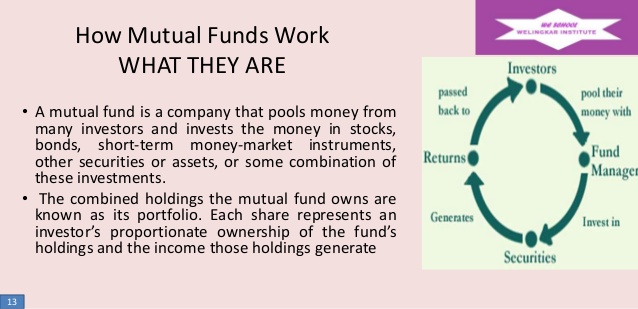 How Mutual Funds Work
WHAT THEY ARE
WE SCHOOL
WELINGKAR INSTITUTE
• A mutual fund is a company that pools money from
many investors and invests the money in stocks,
bonds, short-term money-market instruments,
other securities or assets, or some combination of
these investments.
• The combined holdings the mutual fund owns are
known as its portfolio. Each share represents an
investor's proportionate ownership of the fund's
holdings and the income those holdings generate
Investors
pool their
money with
Fund
Manager
Invest in
Securities
Generates
Returns
passed
back to
13